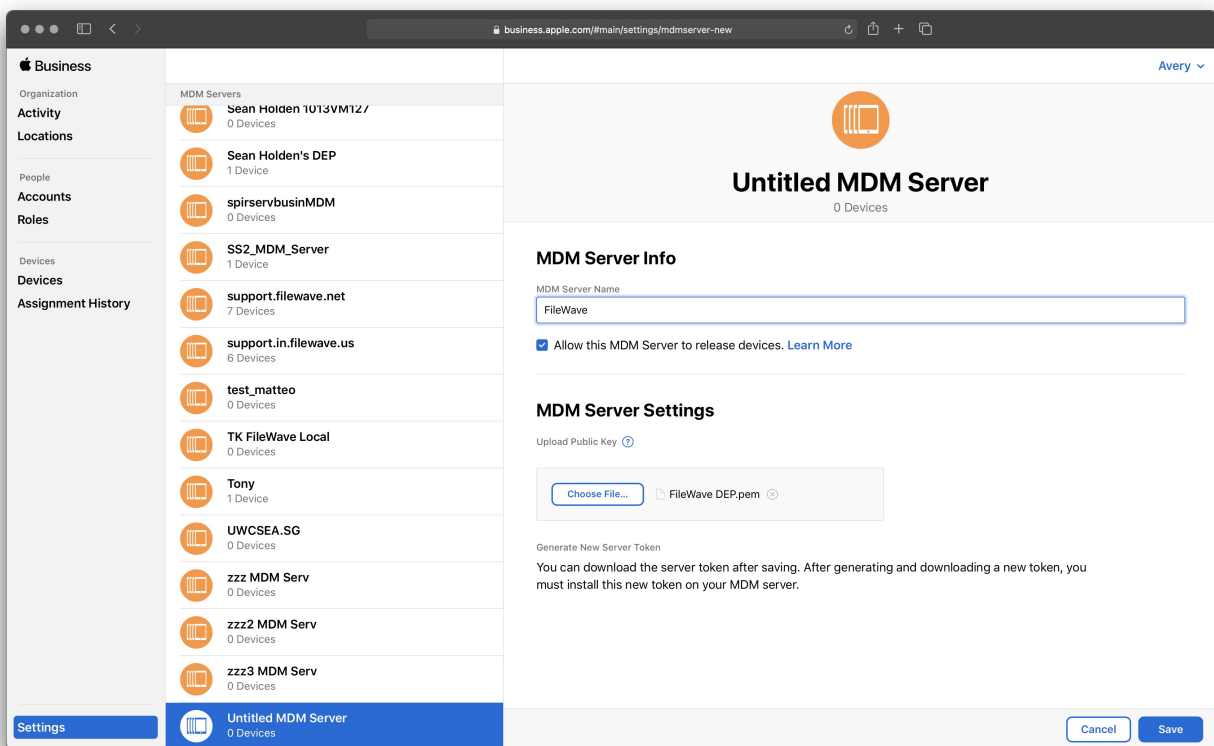 business.apple.com/#main/settings/mdmserver-new
Business
Avery
Organization
Activity
Locations
People
Accounts
Roles
Devices
Devices
Assignment History
Settings
MDM Servers
Sean Holden 1013VM127
0 Devices
Sean Holden's DEP
1 Device
spirservbusinMDM
0 Devices
SS2_MDM_Server
1 Device
support.filewave.net
7 Devices
support.in.filewave.us
6 Devices
test_matteo
0 Devices
TK FileWave Local
0 Devices
Tony
1 Device
UWCSEA.SG
0 Devices
zzz MDM Serv
0 Devices
zzz2 MDM Serv
0 Devices
zzz3 MDM Serv
0 Devices
Untitled MDM Server
0 Devices
Untitled MDM Server
0 Devices
MDM Server Info
MDM Server Name
FileWave
Allow this MDM Server to release devices. Learn More
MDM Server Settings
Upload Public Key ?
Choose File... FileWave DEP.pem
Generate New Server Token
You can download the server token after saving. After generating and downloading a new token, you
must install this new token on your MDM server.
Cancel Save